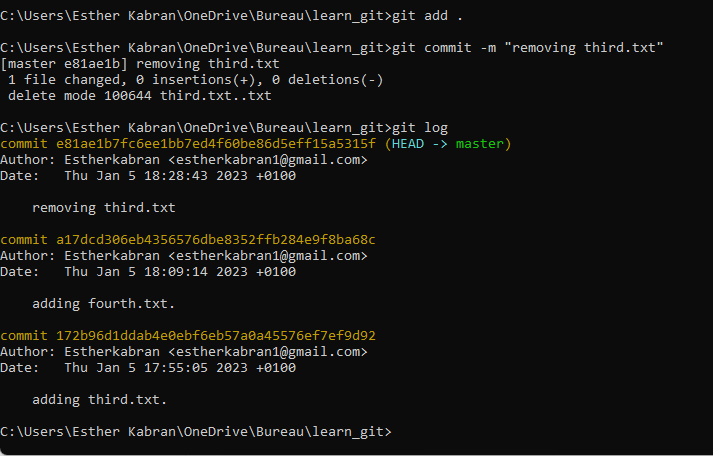 C:\Users\Esther Kabran\OneDrive\Bureau\learn_git>git add .
C:\Users\Esther Kabran\OneDrive\Bureau\learn_git>git commit -m "removing third.txt"
[master e81ae1b] removing third.txt
1 file changed, 0 insertions(+), 0 deletions(-)
delete mode 100644 third.txt..txt
C:\Users\Esther Kabran\OneDrive\Bureau\learn_git>git log
commit e81ae1b7fc6ee1bb7ed4f60be86d5eff15a5315f (HEAD -> master)
Author: Estherkabran <estherkabran1@gmail.com>
Date:   Thu Jan 5 18:28:43 2023 +0100
removing third.txt
commit a17dcd306eb4356576dbe8352ffb284e9f8ba68c
Author: Estherkabran <estherkabran1@gmail.com>
Date:   Thu Jan 5 18:09:14 2023 +0100
adding fourth.txt.
commit 172b96d1ddab4e0ebf6eb57a0a45576ef7ef9d92
Author: Estherkabran <estherkabran1@gmail.com>
Date:   Thu Jan 5 17:55:05 2023 +0100
adding third.txt.
C:\Users\Esther Kabran\OneDrive\Bureau\learn_git>